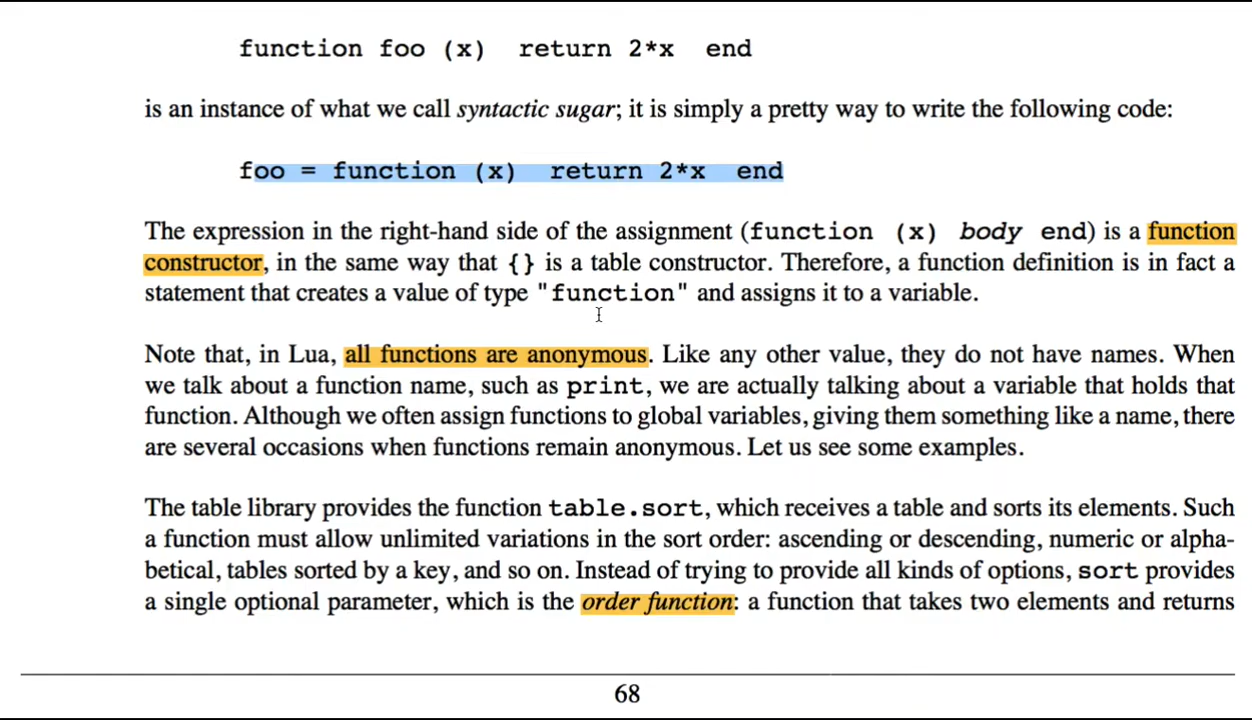 function foo (x)  return 2*x  end
is an instance of what we call syntactic sugar; it is simply a pretty way to write the following code:
foo = function (x)  return 2*x  end
The expression in the right-hand side of the assignment (function (x) body end) is a function
constructor, in the same way that {} is a table constructor. Therefore, a function definition is in fact a
statement that creates a value of type "function" and assigns it to a variable.
Note that, in Lua, all functions are anonymous. Like any other value, they do not have names. When
we talk about a function name, such as print, we are actually talking about a variable that holds that
function. Although we often assign functions to global variables, giving them something like a name, there
are several occasions when functions remain anonymous. Let us see some examples.
The table library provides the function table.sort, which receives a table and sorts its elements. Such
a function must allow unlimited variations in the sort order: ascending or descending, numeric or alpha-
betical, tables sorted by a key, and so on. Instead of trying to provide all kinds of options, sort provides
a single optional parameter, which is the order function: a function that takes two elements and returns
68